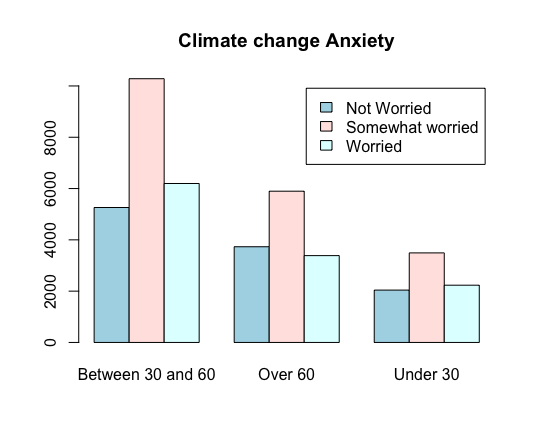 Climate change Anxiety
Not Worried
Somewhat worried
Worried
8000
6000
4000
2000
0
Between 30 and 60
Over 60
Under 30